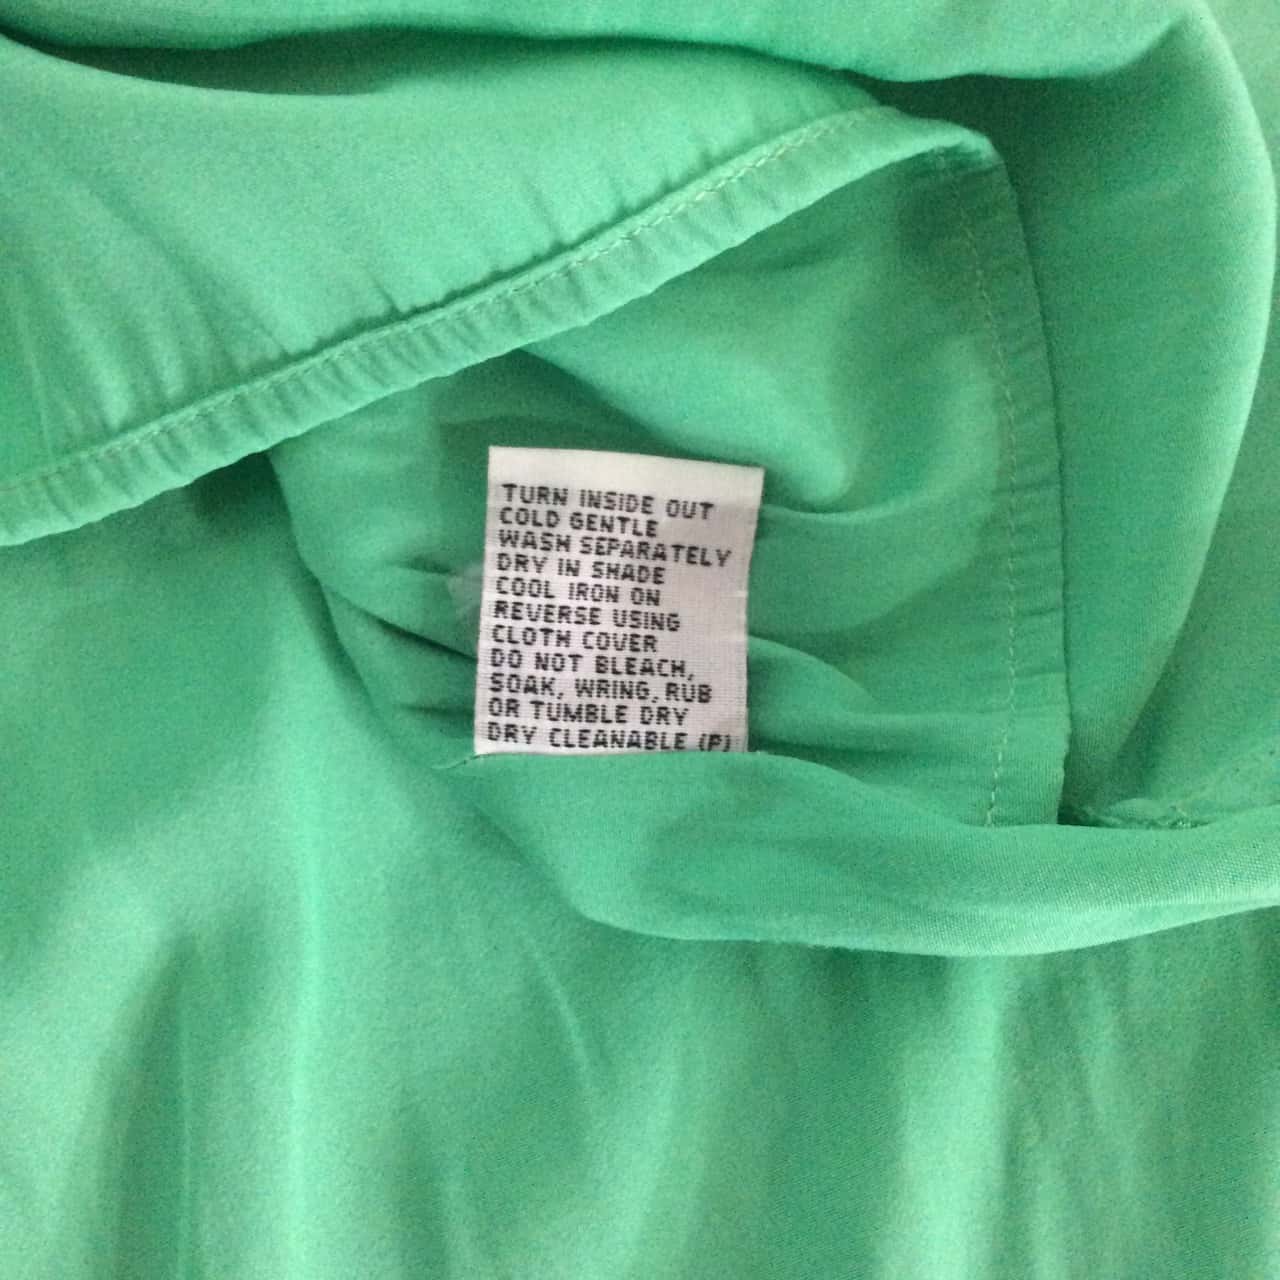 TURN INSIDE OUT
COLD GENTLE
WASH SEPARATELY
DRY IN SHADE
COOL IRON ON
REVERSE USING
CLOTH COVER
DO NOT BLEACH,
SOAK, WRING, RUB
OR TUMBLE DRY
DRY CLEANABLE (P)